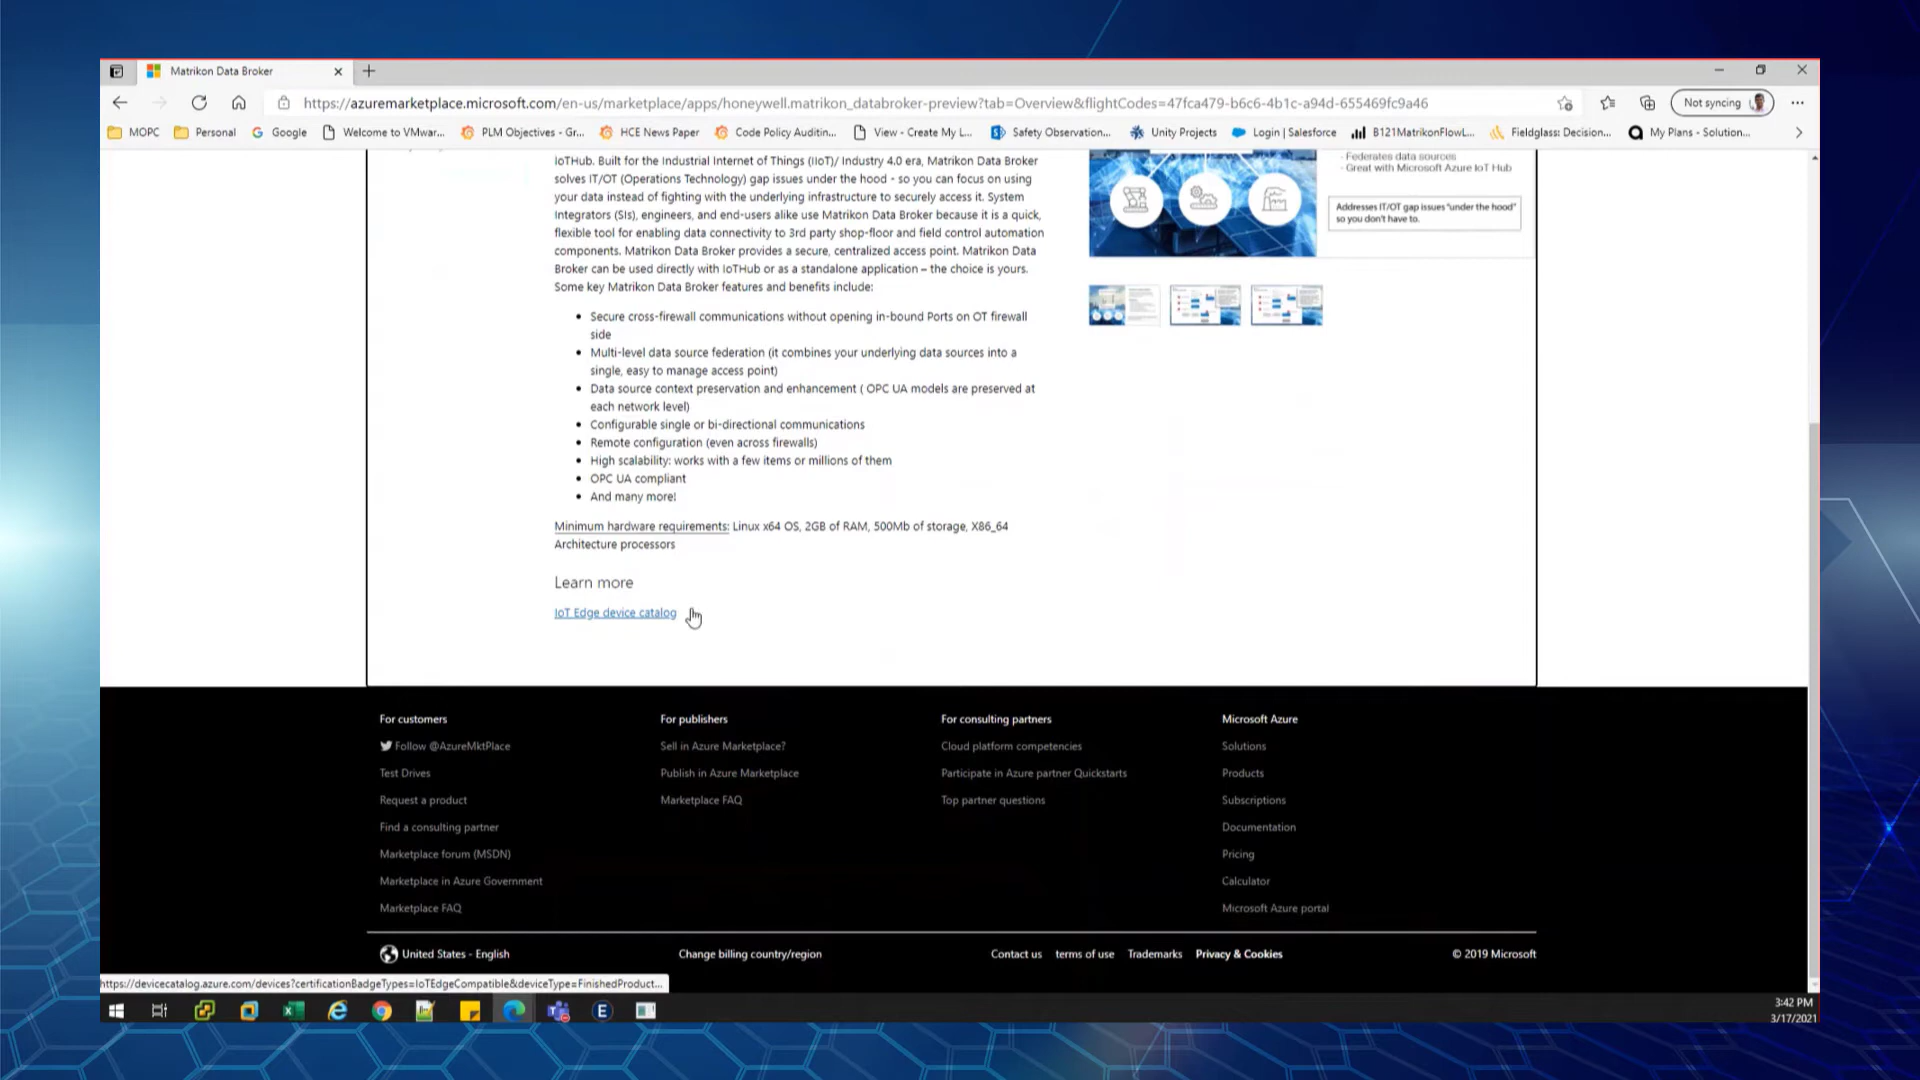 Matrikon Data Broker
https://azuremarketplace.microsoft.com/en-us/marketplace/apps/honeywell.matrikon_databroker-preview?tab=Overview&flightCodes=47fca479-b6c6-4b1c-a94d-655469fc9a46
Not syncing
MOPC Personal Google Welcome to VMwar... PLM Objectives - Gr... HCE News Paper Code Policy Auditin... View - Create My L... Safety Observation... Unity Projects Login | Salesforce B121MatrikonFlowL... Fieldglass: Decision... My Plans - Solution...
IoTHub. Built for the Industrial Internet of Things (IIoT)/ Industry 4.0 era, Matrikon Data Broker
solves IT/OT (Operations Technology) gap issues under the hood - so you can focus on using
your data instead of fighting with the underlying infrastructure to securely access it. System
Integrators (SIs), engineers, and end-users alike use Matrikon Data Broker because it is a quick,
flexible tool for enabling data connectivity to 3rd party shop-floor and field control automation
components. Matrikon Data Broker provides a secure, centralized access point. Matrikon Data
Broker can be used directly with IoTHub or as a standalone application – the choice is yours.
Some key Matrikon Data Broker features and benefits include:
• Secure cross-firewall communications without opening in-bound Ports on OT firewall
side
• Multi-level data source federation (it combines your underlying data sources into a
single, easy to manage access point)
• Data source context preservation and enhancement ( OPC UA models are preserved at
each network level)
• Configurable single or bi-directional communications
• Remote configuration (even across firewalls)
• High scalability: works with a few items or millions of them
• OPC UA compliant
• And many more!
Minimum hardware requirements: Linux x64 OS, 2GB of RAM, 500Mb of storage, X86_64
Architecture processors
Learn more
IoT Edge device catalog
- Federates data sources
- Great with Microsoft Azure IoT Hub
Addresses IT/OT gap issues "under the hood"
so you don't have to.
For customers
Follow @AzureMktPlace
Test Drives
Request a product
Find a consulting partner
Marketplace forum (MSDN)
Marketplace in Azure Government
Marketplace FAQ
For publishers
Sell in Azure Marketplace?
Publish in Azure Marketplace
Marketplace FAQ
For consulting partners
Cloud platform competencies
Participate in Azure partner Quickstarts
Top partner questions
Microsoft Azure
Solutions
Products
Subscriptions
Documentation
Pricing
Calculator
Microsoft Azure portal
United States - English
Change billing country/region
Contact us terms of use Trademarks Privacy & Cookies
© 2019 Microsoft
https://devicecatalog.azure.com/devices?certificationBadgeTypes=IoTEdgeCompatible&deviceType=FinishedProduct...
3:42 PM
3/17/2021